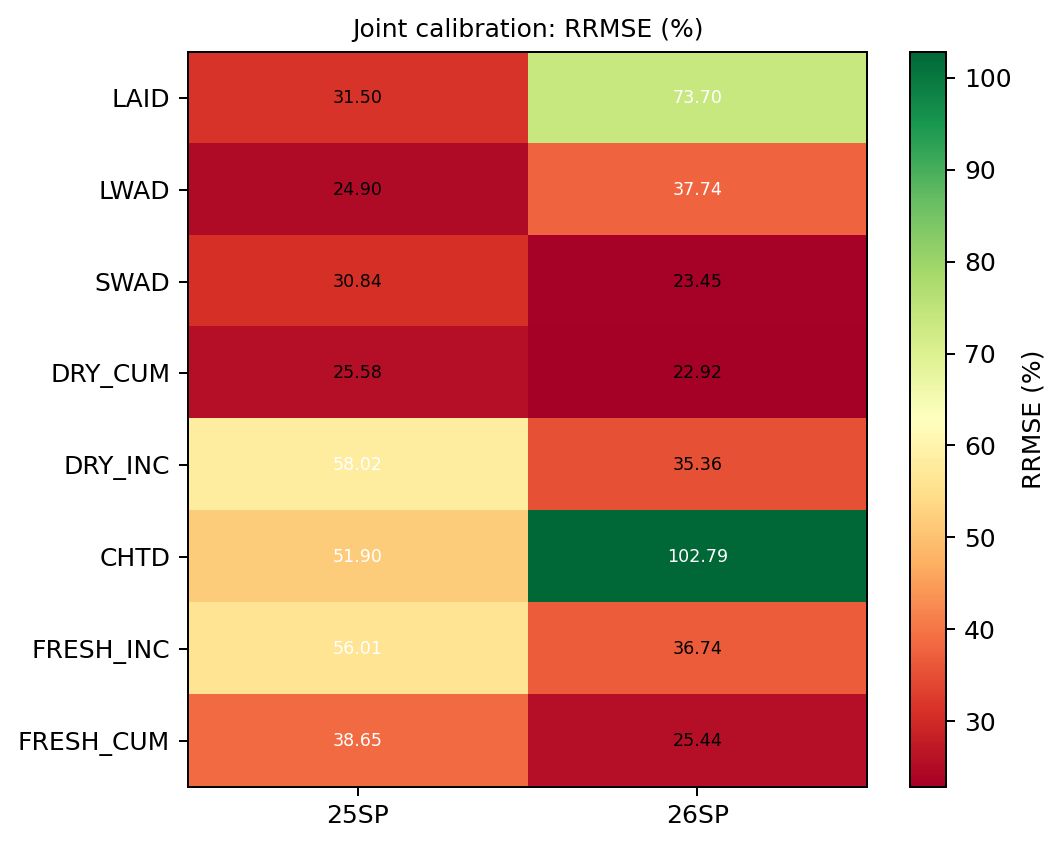 Joint calibration: RRMSE (%)
LAID 31.50 73.70
LWAD 24.90 37.74
SWAD 30.84 23.45
DRY_CUM 25.58 22.92
DRY_INC 58.02 35.36
CHTD 51.90 102.79
FRESH_INC 56.01 36.74
FRESH_CUM 38.65 25.44
25SP 26SP
100
90
80
70
60
50
40
30
RRMSE (%)